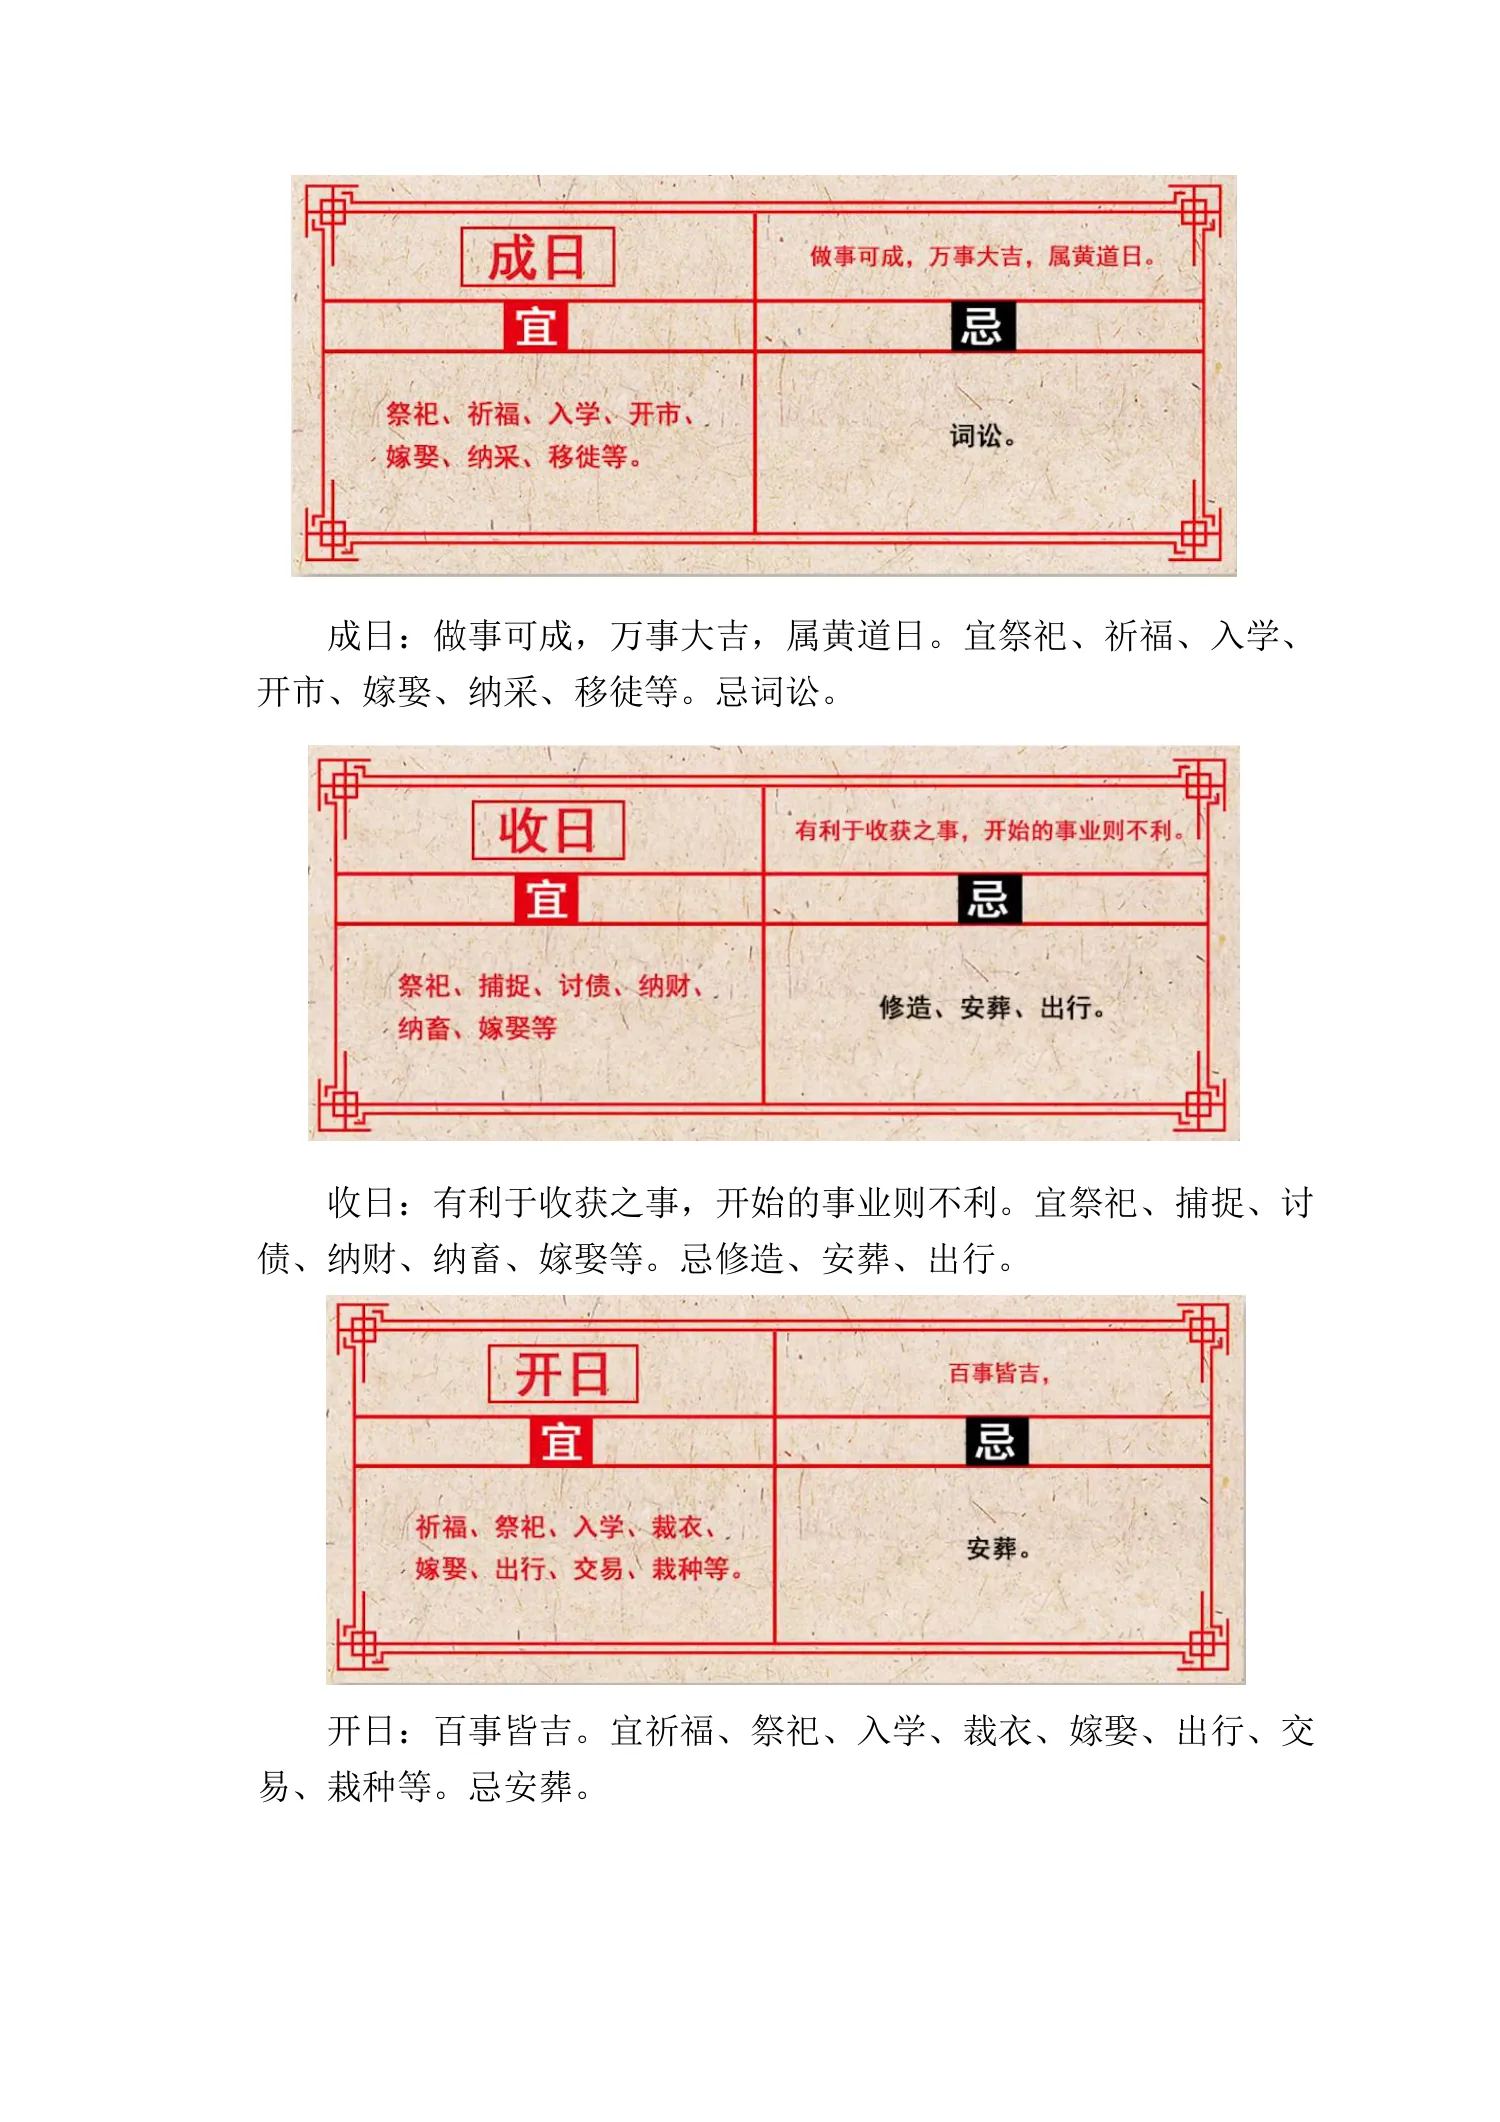 成日
做事可成，万事大吉，属黄道日。
宜
忌
祭祀、祈福、入学、开市、
嫁娶、纳采、移徙等。
词讼。
成日：做事可成，万事大吉，属黄道日。宜祭祀、祈福、入学、
开市、嫁娶、纳采、移徒等。忌词讼。
收日
有利于收获之事，开始的事业则不利。
宜
忌
祭祀、捕捉、讨债、纳财、
纳畜、嫁娶等
修造、安葬、出行。
收日：有利于收获之事，开始的事业则不利。宜祭祀、捕捉、讨
债、纳财、纳畜、嫁娶等。忌修造、安葬、出行。
开日
百事皆吉，
宜
忌
祈福、祭祀、入学、裁衣、
嫁娶、出行、交易、栽种等。
安葬。
开日：百事皆吉。宜祈福、祭祀、入学、裁衣、嫁娶、出行、交
易、栽种等。忌安葬。